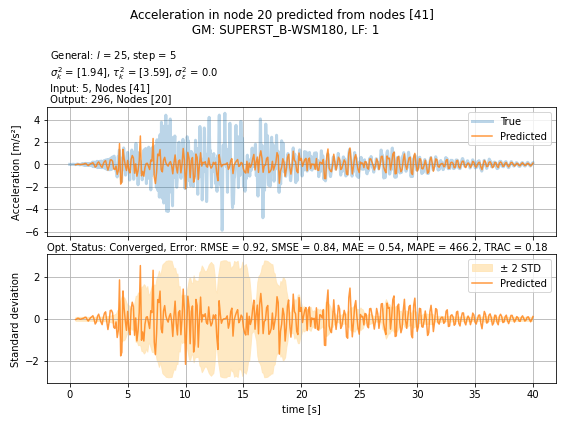 Acceleration in node 20 predicted from nodes [41]
GM: SUPERST_B-WSM180, LF: 1
General: l = 25, step = 5
σ²ₖ = [1.94], τ²ₖ = [3.59], σ²ε = 0.0
Input: 5, Nodes [41]
Output: 296, Nodes [20]
True
Predicted
Acceleration [m/s²]
4
2
0
−2
−4
−6
Opt. Status: Converged, Error: RMSE = 0.92, SMSE = 0.84, MAE = 0.54, MAPE = 466.2, TRAC = 0.18
± 2 STD
Predicted
Standard deviation
2
0
−2
0 5 10 15 20 25 30 35 40
time [s]